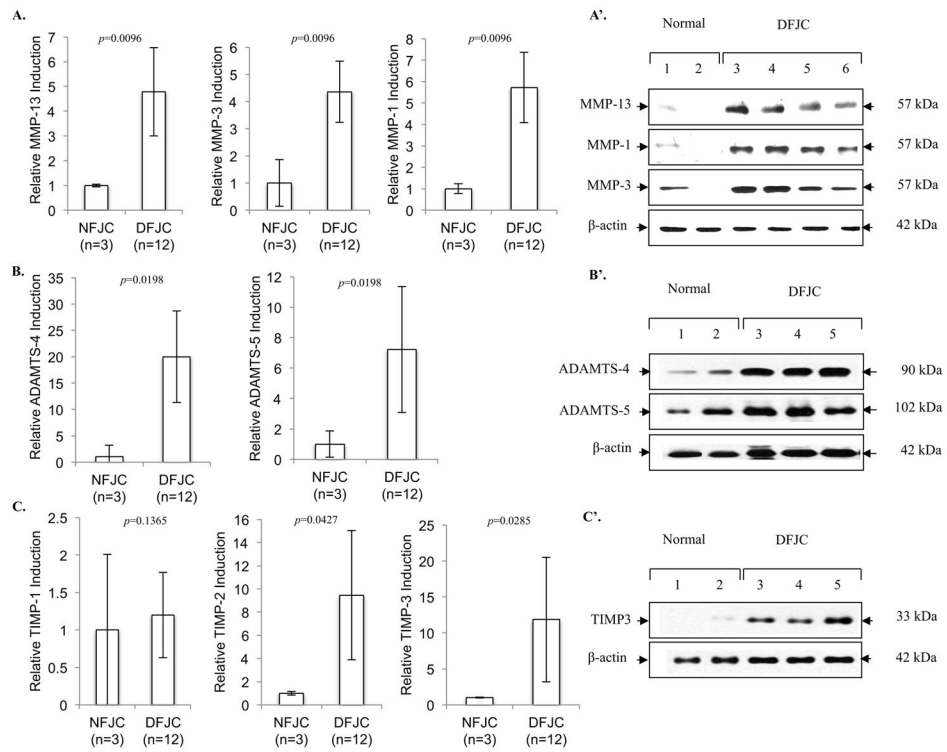 A.
p=0.0096
Relative MMP-13 Induction
7
6
5
4
3
2
1
0
NFJC
(n=3)
DFJC
(n=12)
p=0.0096
Relative MMP-3 Induction
6
5
4
3
2
1
0
NFJC
(n=3)
DFJC
(n=12)
p=0.0096
Relative MMP-1 Induction
8
7
6
5
4
3
2
1
0
NFJC
(n=3)
DFJC
(n=12)
A'.
Normal DFJC
1 2 3 4 5 6
MMP-13 57 kDa
MMP-1 57 kDa
MMP-3 57 kDa
β-actin 42 kDa
B.
p=0.0198
Relative ADAMTS-4 Induction
35
30
25
20
15
10
5
0
NFJC
(n=3)
DFJC
(n=12)
p=0.0198
Relative ADAMTS-5 Induction
12
10
8
6
4
2
0
NFJC
(n=3)
DFJC
(n=12)
B'.
Normal DFJC
1 2 3 4 5
ADAMTS-4 90 kDa
ADAMTS-5 102 kDa
β-actin 42 kDa
C.
p=0.1365
Relative TIMP-1 Induction
2.5
2
1.5
1
0.5
0
NFJC
(n=3)
DFJC
(n=12)
p=0.0427
Relative TIMP-2 Induction
16
14
12
10
8
6
4
2
0
NFJC
(n=3)
DFJC
(n=12)
p=0.0285
Relative TIMP-3 Induction
25
20
15
10
5
0
NFJC
(n=3)
DFJC
(n=12)
C'.
Normal DFJC
1 2 3 4 5
TIMP3 33 kDa
β-actin 42 kDa